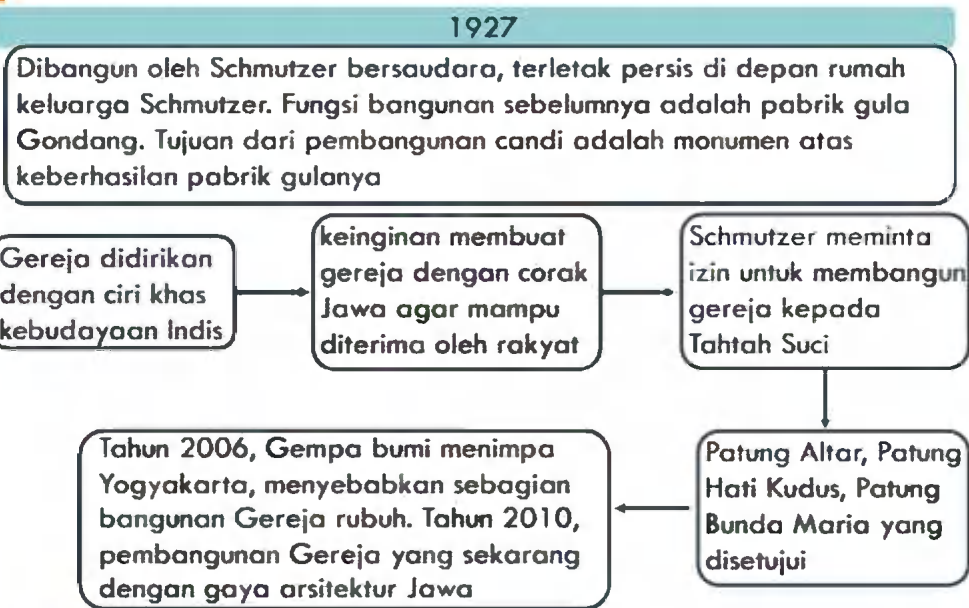 1927
Dibangun oleh Schmutzer bersaudara, terletak persis di depan rumah
keluarga Schmutzer. Fungsi bangunan sebelumnya adalah pabrik gula
Gondang. Tujuan dari pembangunan candi adalah monumen atas
keberhasilan pabrik gulanya
Gereja didirikan
dengan ciri khas
kebudayaan Indis
keinginan membuat
gereja dengan corak
Jawa agar mampu
diterima oleh rakyat
Schmutzer meminta
izin untuk membangun
gereja kepada
Tahtah Suci
Patung Altar, Patung
Hati Kudus, Patung
Bunda Maria yang
disetujui
Tahun 2006, Gempa bumi menimpa
Yogyakarta, menyebabkan sebagian
bangunan Gereja rubuh. Tahun 2010,
pembangunan Gereja yang sekarang
dengan gaya arsitektur Jawa